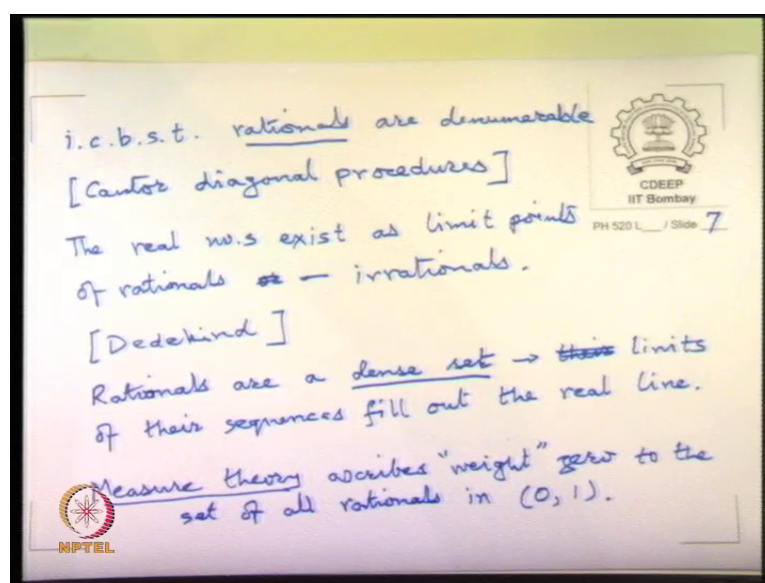 i.c.b.s.t. rationals are denumerable
[Cantor diagonal procedures]
CDEEP
IIT Bombay
PH 520 L___ / Slide 7
The real no.s exist as limit points
of rationals — irrationals.
[Dedekind]
Rationals are a dense set → limits
of their sequences fill out the real line.
Measure theory ascribes "weight" zero to the
set of all rationals in (0, 1).
NPTEL